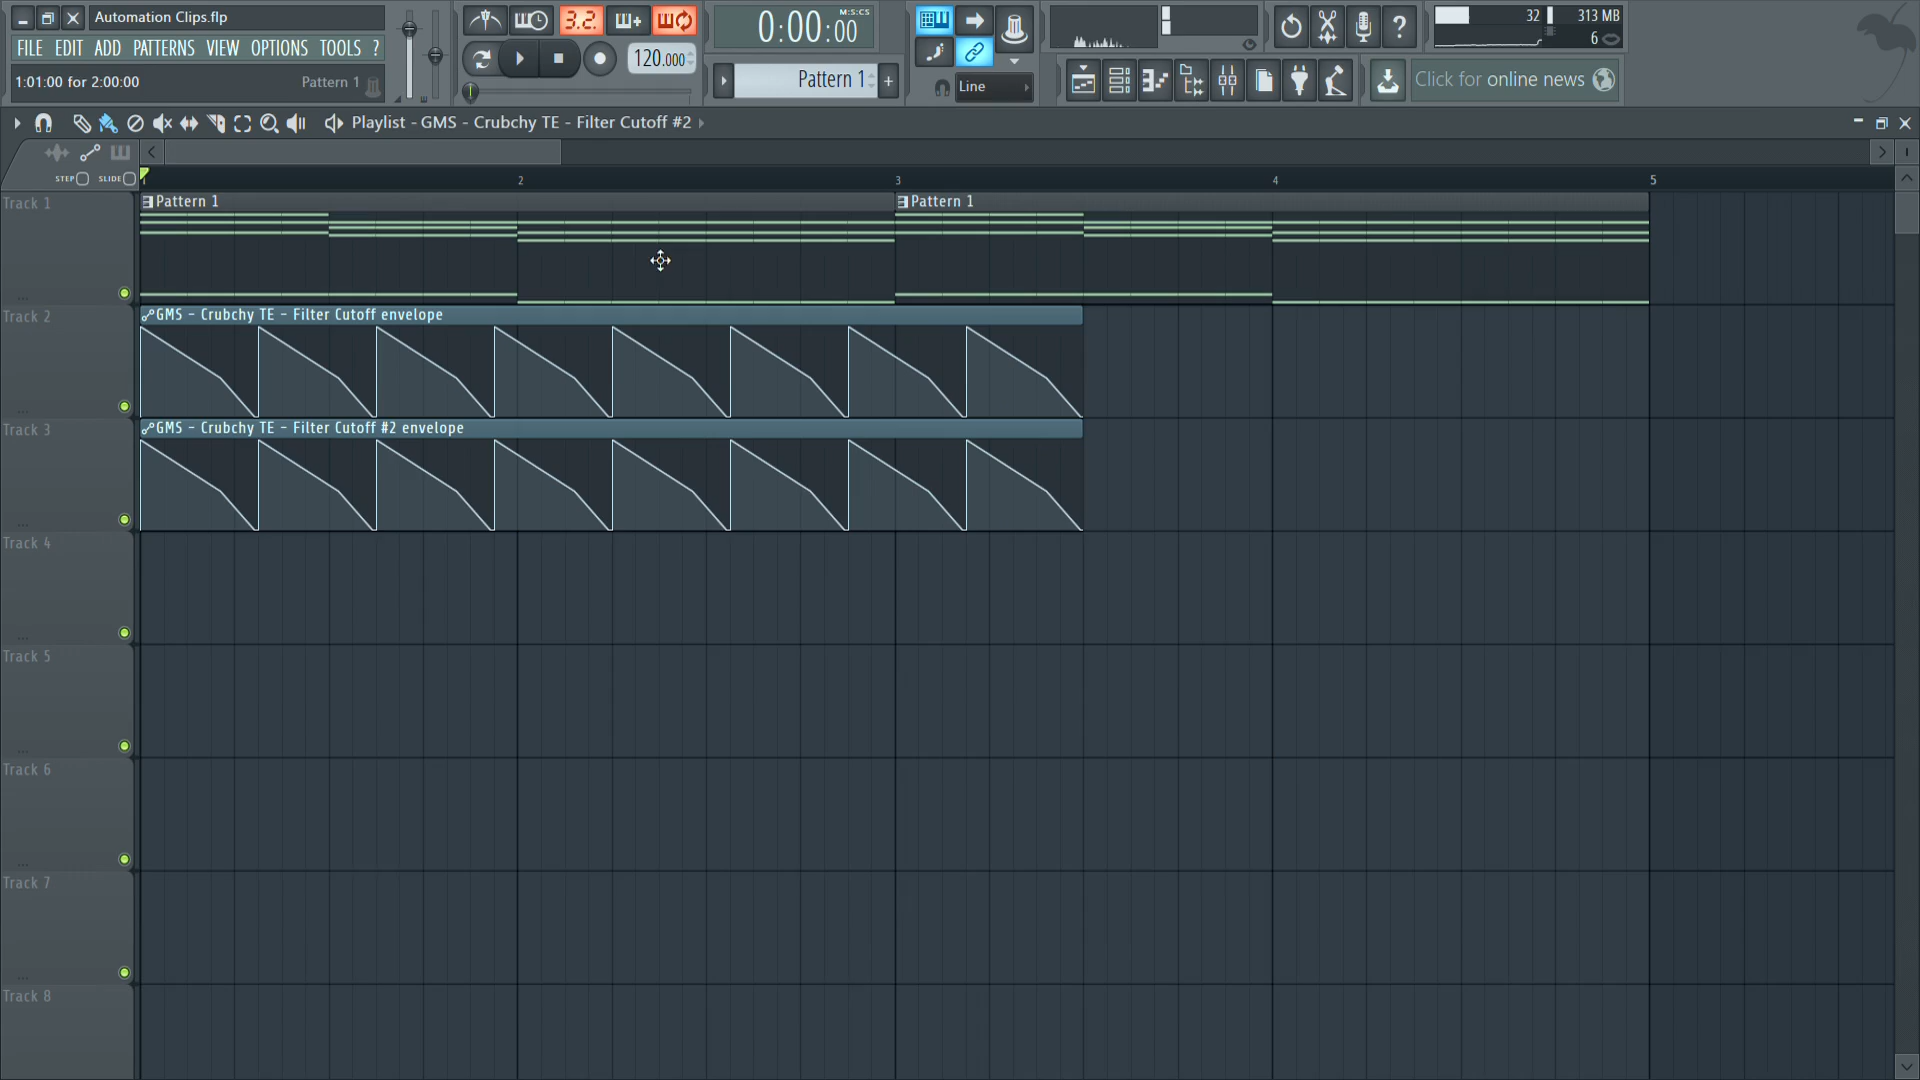 Automation Clips.flp
FILE EDIT ADD PATTERNS VIEW OPTIONS TOOLS ?
1:01:00 for 2:00:00 Pattern 1
3.2.
120.000
M:S:CS
0:00:00
Pattern 1
Line
32 313 MB
6
Click for online news
Playlist - GMS - Crubchy TE - Filter Cutoff #2
STEP SLIDE
1 2 3 4 5
Track 1
Pattern 1 Pattern 1
Track 2
GMS - Crubchy TE - Filter Cutoff envelope
Track 3
GMS - Crubchy TE - Filter Cutoff #2 envelope
Track 4
Track 5
Track 6
Track 7
Track 8